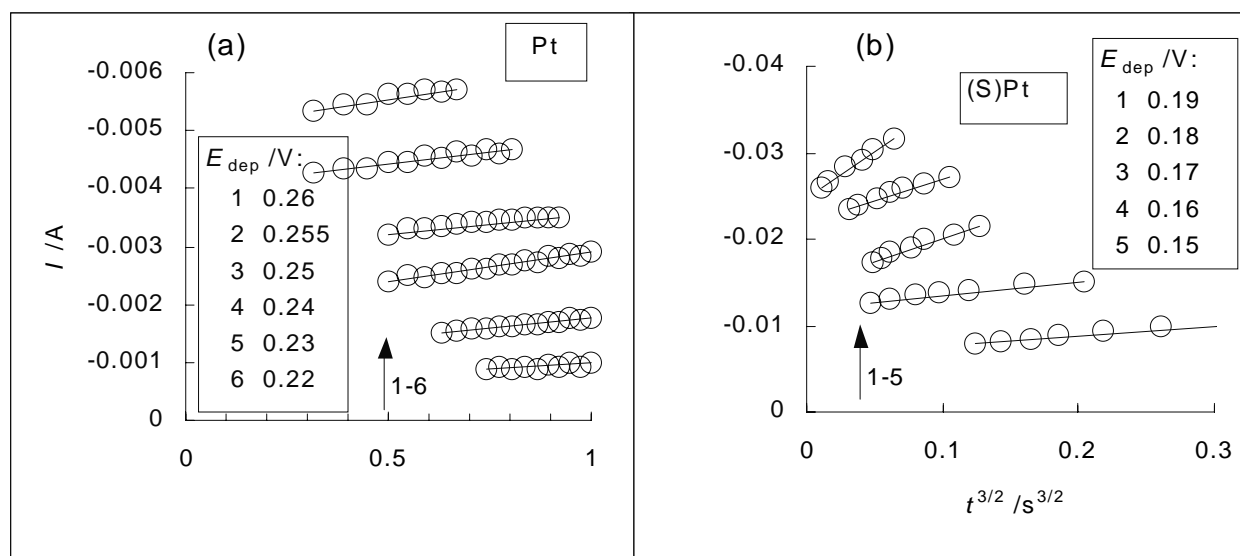 (a)
Pt
-0.006
-0.005
-0.004
-0.003
-0.002
-0.001
0
I /A
E dep /V:
1 0.26
2 0.255
3 0.25
4 0.24
5 0.23
6 0.22
1-6
0 0.5 1
(b)
(S)Pt
-0.04
-0.03
-0.02
-0.01
0
E dep /V:
1 0.19
2 0.18
3 0.17
4 0.16
5 0.15
1-5
0 0.1 0.2 0.3
t 3/2 /s 3/2